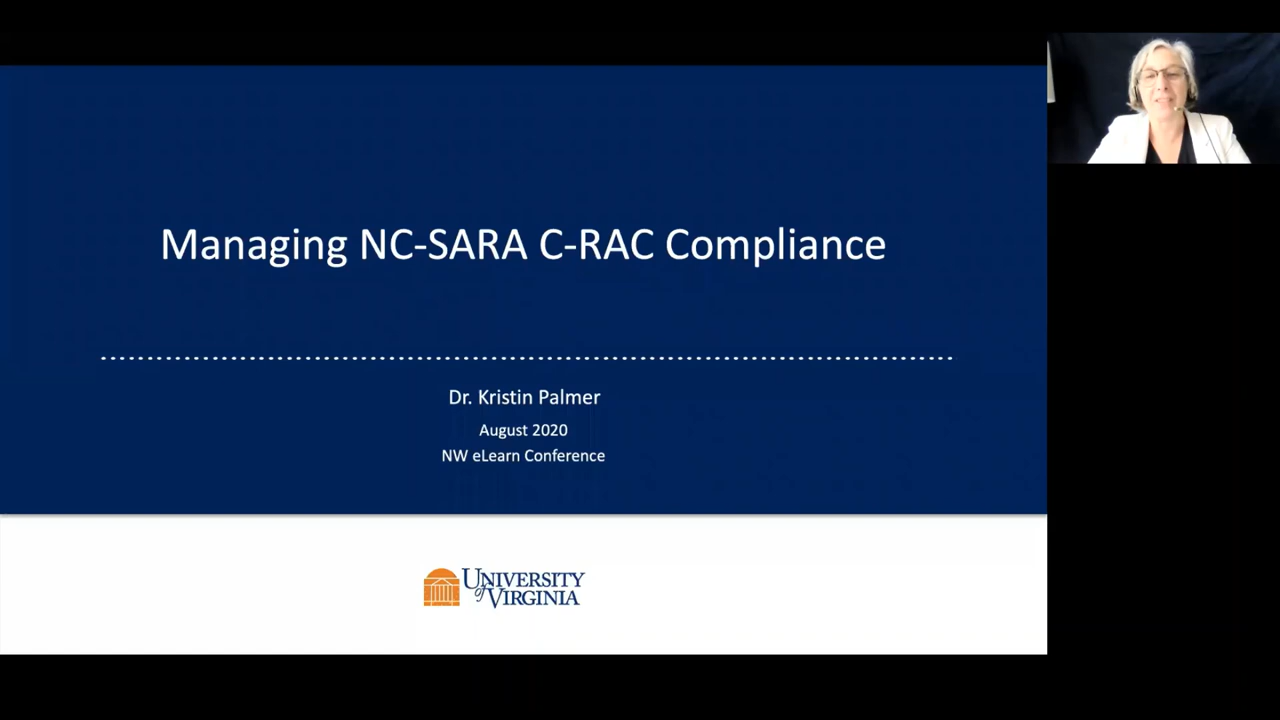 Managing NC-SARA C-RAC Compliance
Dr. Kristin Palmer
August 2020
NW eLearn Conference
UNIVERSITY
of VIRGINIA